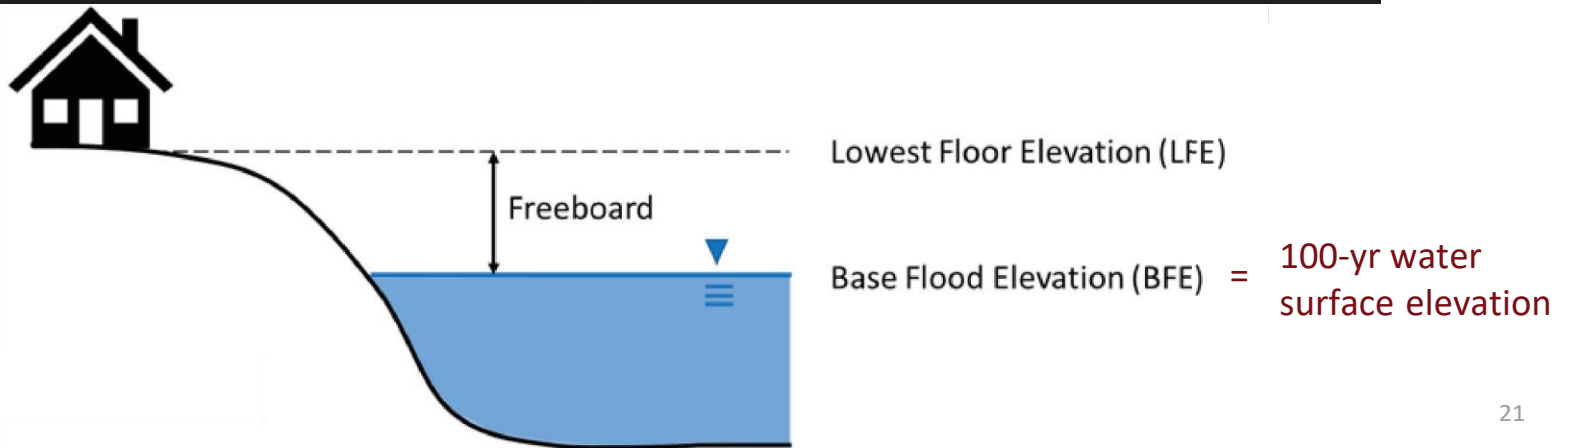 Lowest Floor Elevation (LFE)
Freeboard
Base Flood Elevation (BFE) = 100-yr water
surface elevation
21